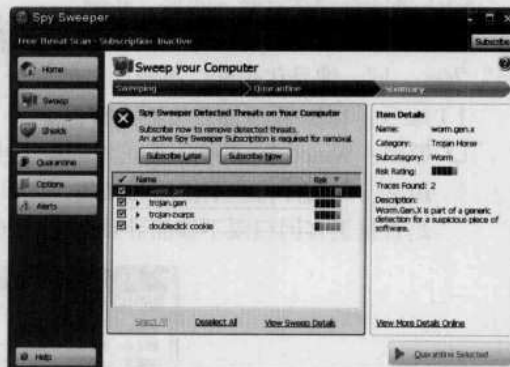 Spy Sweeper
Free Threat Scan - Subscription: Inactive
Subscribe
Home
Sweep
Shields
Quarantine
Options
Alerts
Help
Sweep your Computer
Sweeping
Quarantine
Summary
Spy Sweeper Detected Threats on Your Computer
Subscribe now to remove detected threats.
An active Spy Sweeper Subscription is required for removal.
Subscribe Later
Subscribe Now
Name
Risk
trojan.gen
doubleclick cookie
Select All
Deselect All
View Sweep Details
Item Details
Name: worm.gen.x
Category: Trojan Horse
Subcategory: Worm
Risk Rating:
Traces Found: 2
Description:
Worm.Gen.X is part of a generic
detection for a suspicious piece of
software.
View More Details Online
Quarantine Selected